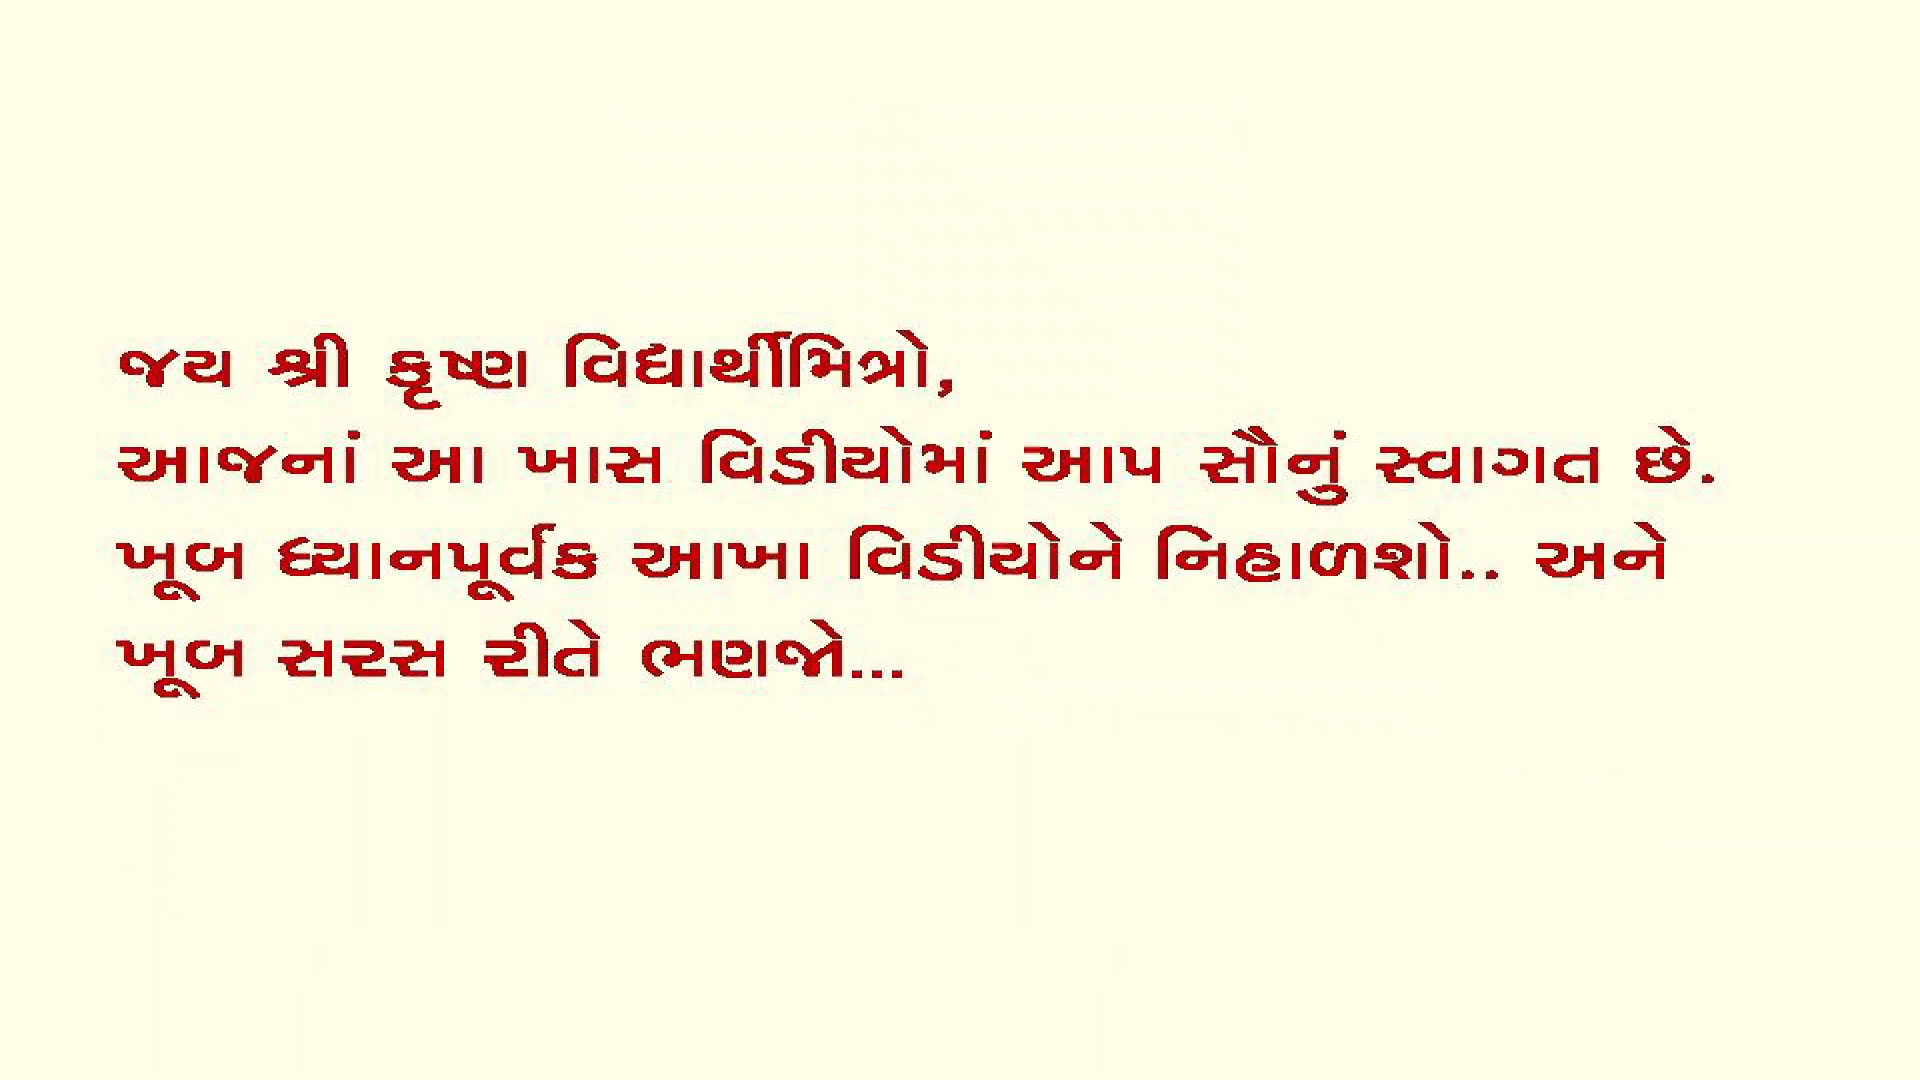 જય શ્રી કૃષ્ણ વિદ્યાર્થીમિત્રો,
આજનાં આ ખાસ વિડીયોમાં આપ સૌનું સ્વાગત છે.
ખૂબ ધ્યાનપૂર્વક આખા વિડીયોને નિહાળશો.. અને
ખૂબ સરસ રીતે ભણજો...